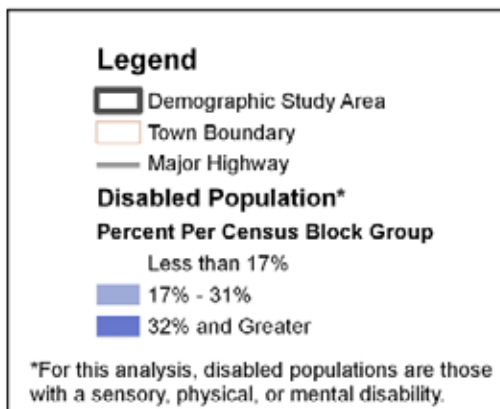 Legend
Demographic Study Area
Town Boundary
Major Highway
Disabled Population*
Percent Per Census Block Group
Less than 17%
17% - 31%
32% and Greater
*For this analysis, disabled populations are those
with a sensory, physical, or mental disability.